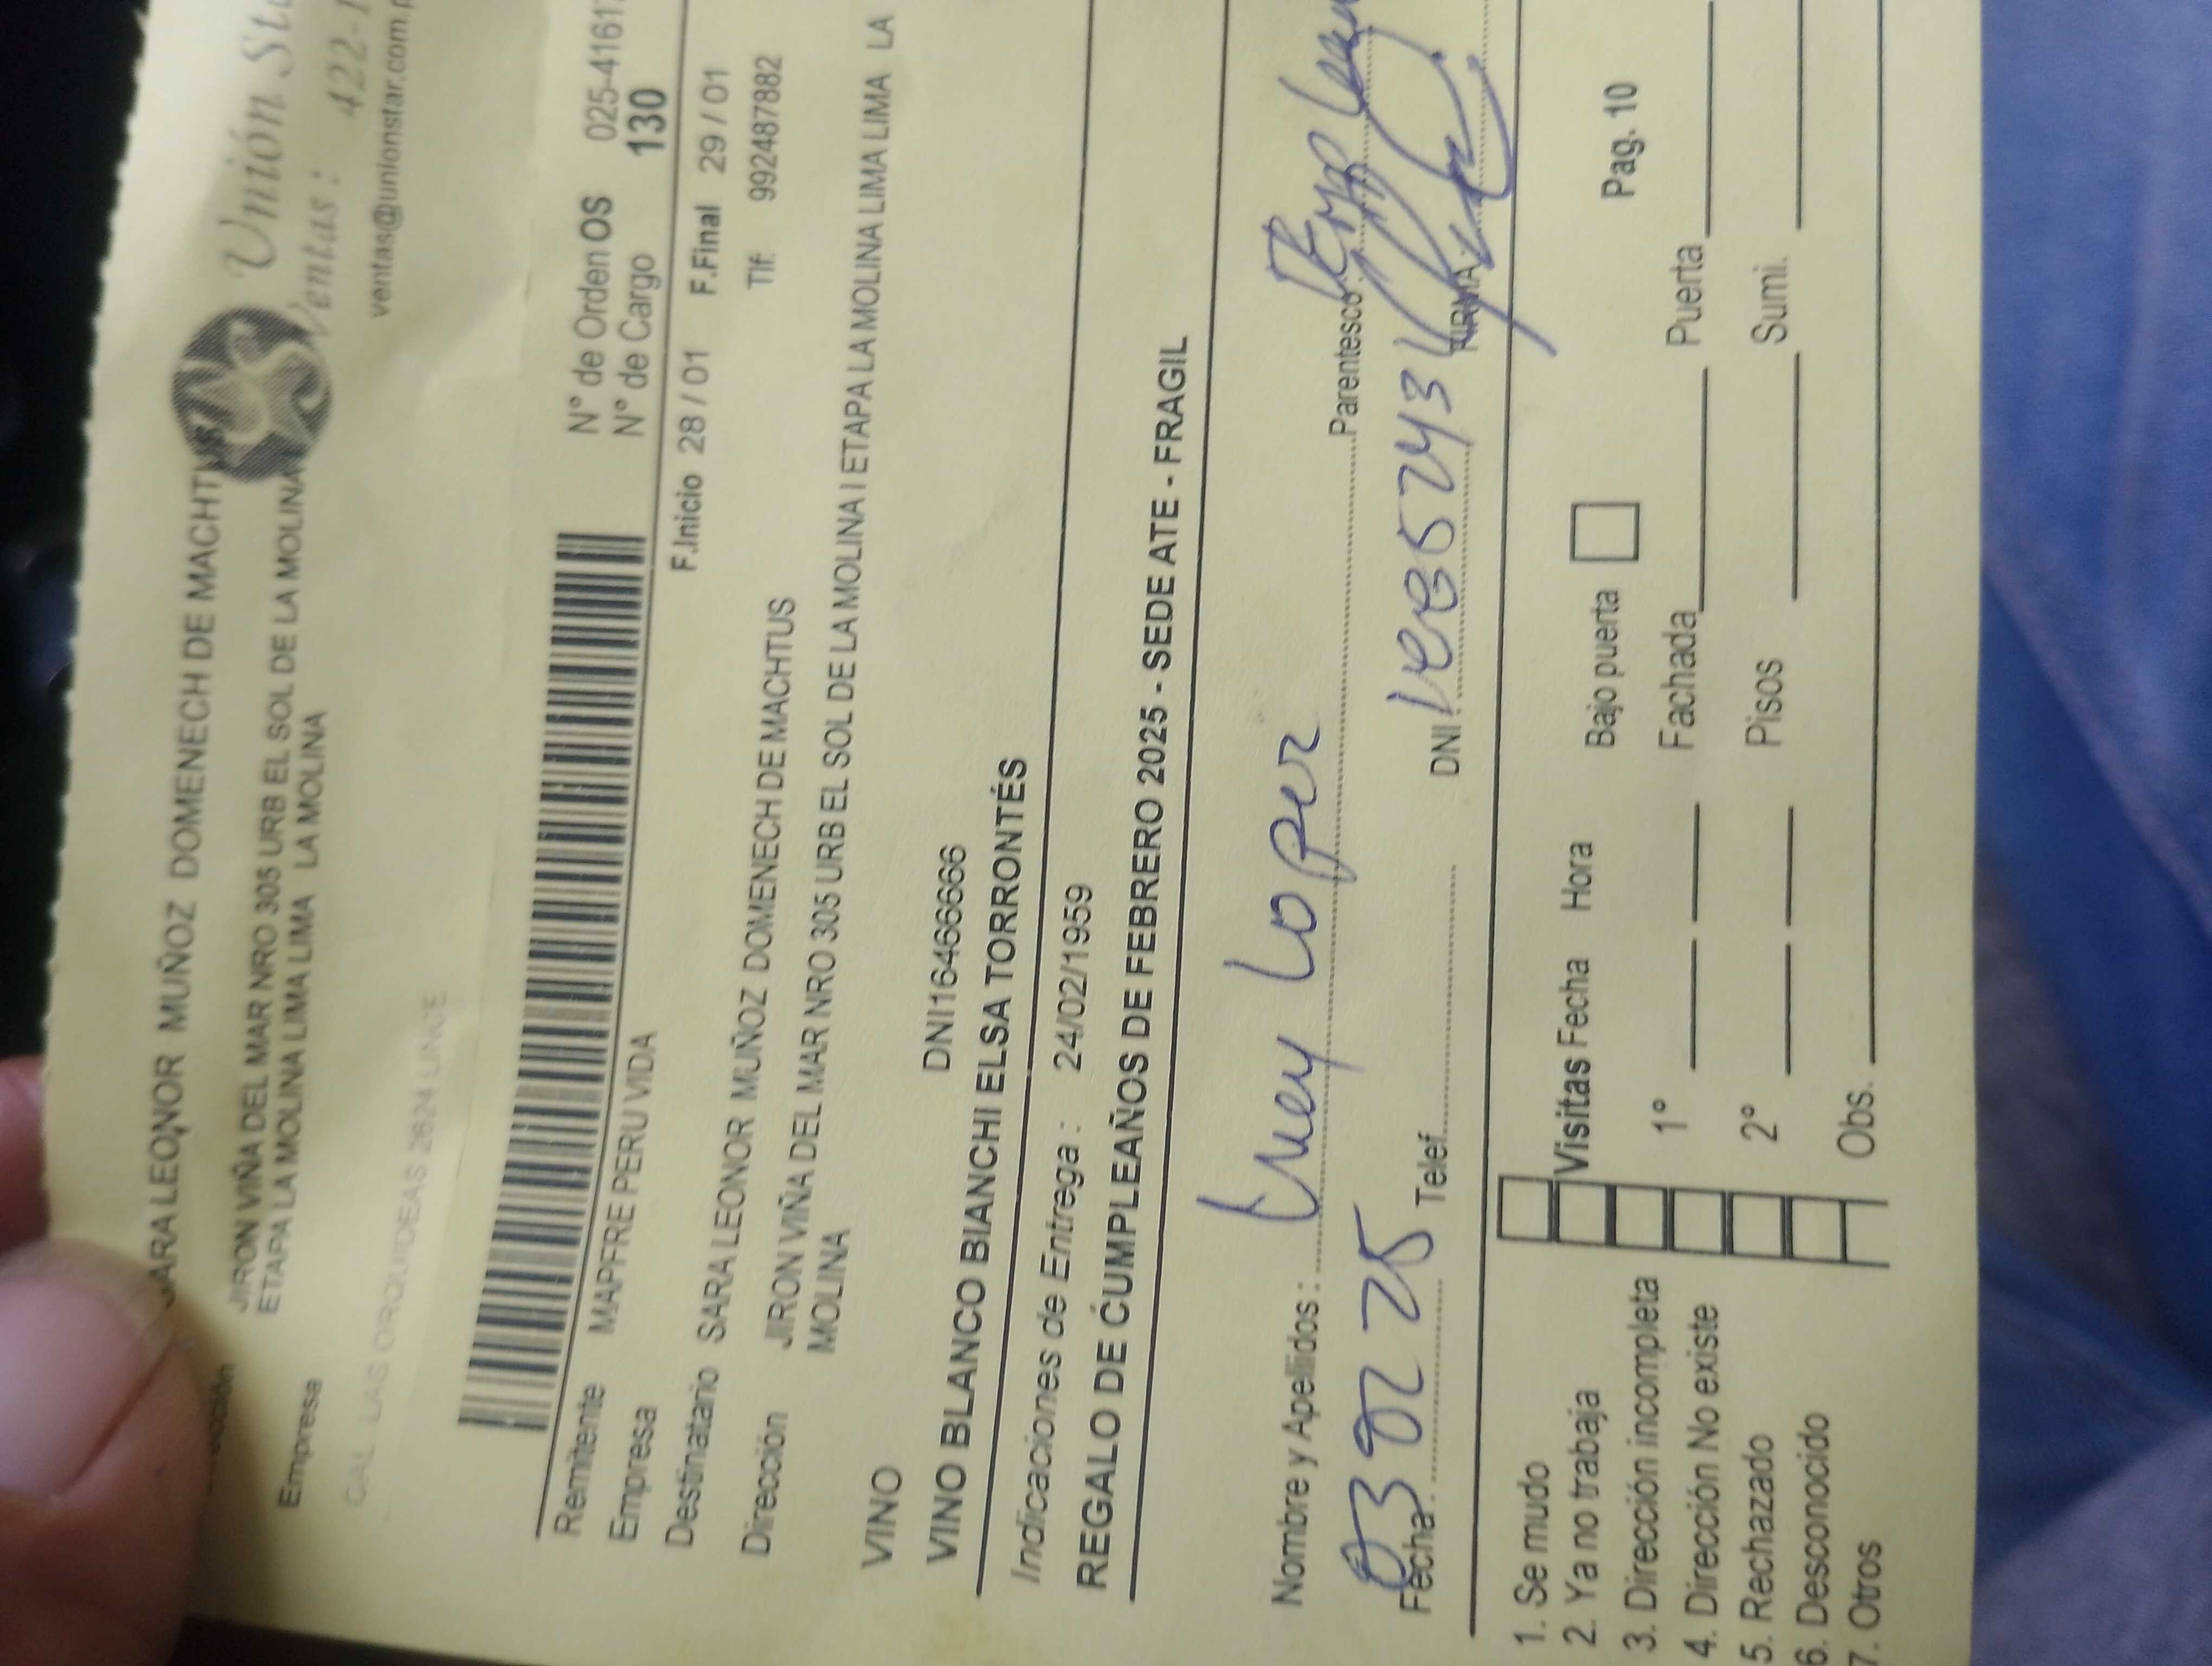 SARA LEONOR MUÑOZ DOMENECH DE MACHT
JIRON VIÑA DEL MAR NRO 305 URB EL SOL DE LA MOLINA
ETAPA LA MOLINA LIMA LIMA LA MOLINA
Unión
Ventas: 422-1
ventas@unionstar.com.p
Empresa
CAL LAS ORQUIDEAS 2624 LINCE
N° de Orden OS 025-41617
N° de Cargo 130
Remitente MAPFRE PERU VIDA
Empresa
F.Inicio 28 / 01 F.Final 29 / 01
Destinatario SARA LEONOR MUÑOZ DOMENECH DE MACHTUS
Tlf: 992487882
Dirección JIRON VIÑA DEL MAR NRO 305 URB EL SOL DE LA MOLINA I ETAPA LA MOLINA LIMA LIMA LA
MOLINA
VINO
DNI16466666
VINO BLANCO BIANCHI ELSA TORRONTÉS
Indicaciones de Entrega : 24/02/1959
REGALO DE CUMPLEAÑOS DE FEBRERO 2025 - SEDE ATE - FRAGIL
Nombre y Apellidos : Lopez Parentesco:
Fecha: 03 02 25 Telef. DNI: FIRMA
1. Se mudo
2. Ya no trabaja
3. Dirección incompleta
4. Dirección No existe
5. Rechazado
6. Desconocido
7. Otros
Visitas Fecha Hora Bajo puerta Pag. 10
1° Fachada Puerta
2° Pisos Sumi.
Obs.